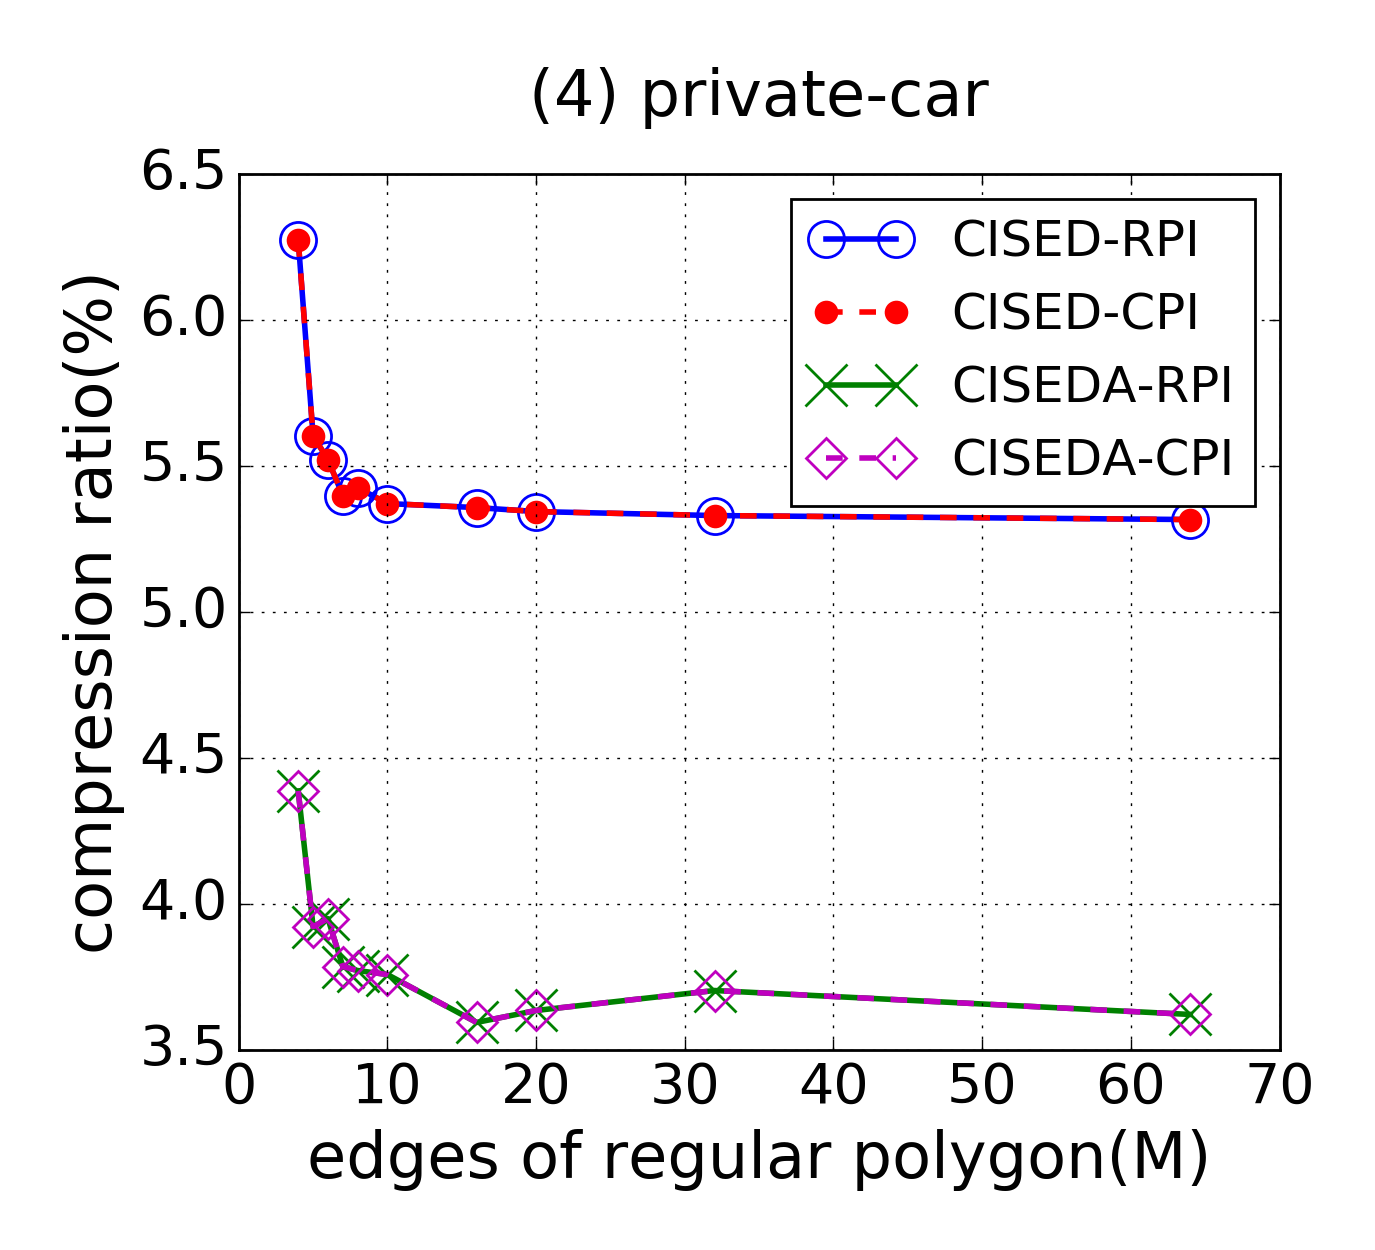 (4) private-car
6.5
6.0
5.5
5.0
4.5
4.0
3.5
compression ratio(%)
CISED-RPI
CISED-CPI
CISEDA-RPI
CISEDA-CPI
0 10 20 30 40 50 60 70
edges of regular polygon(M)